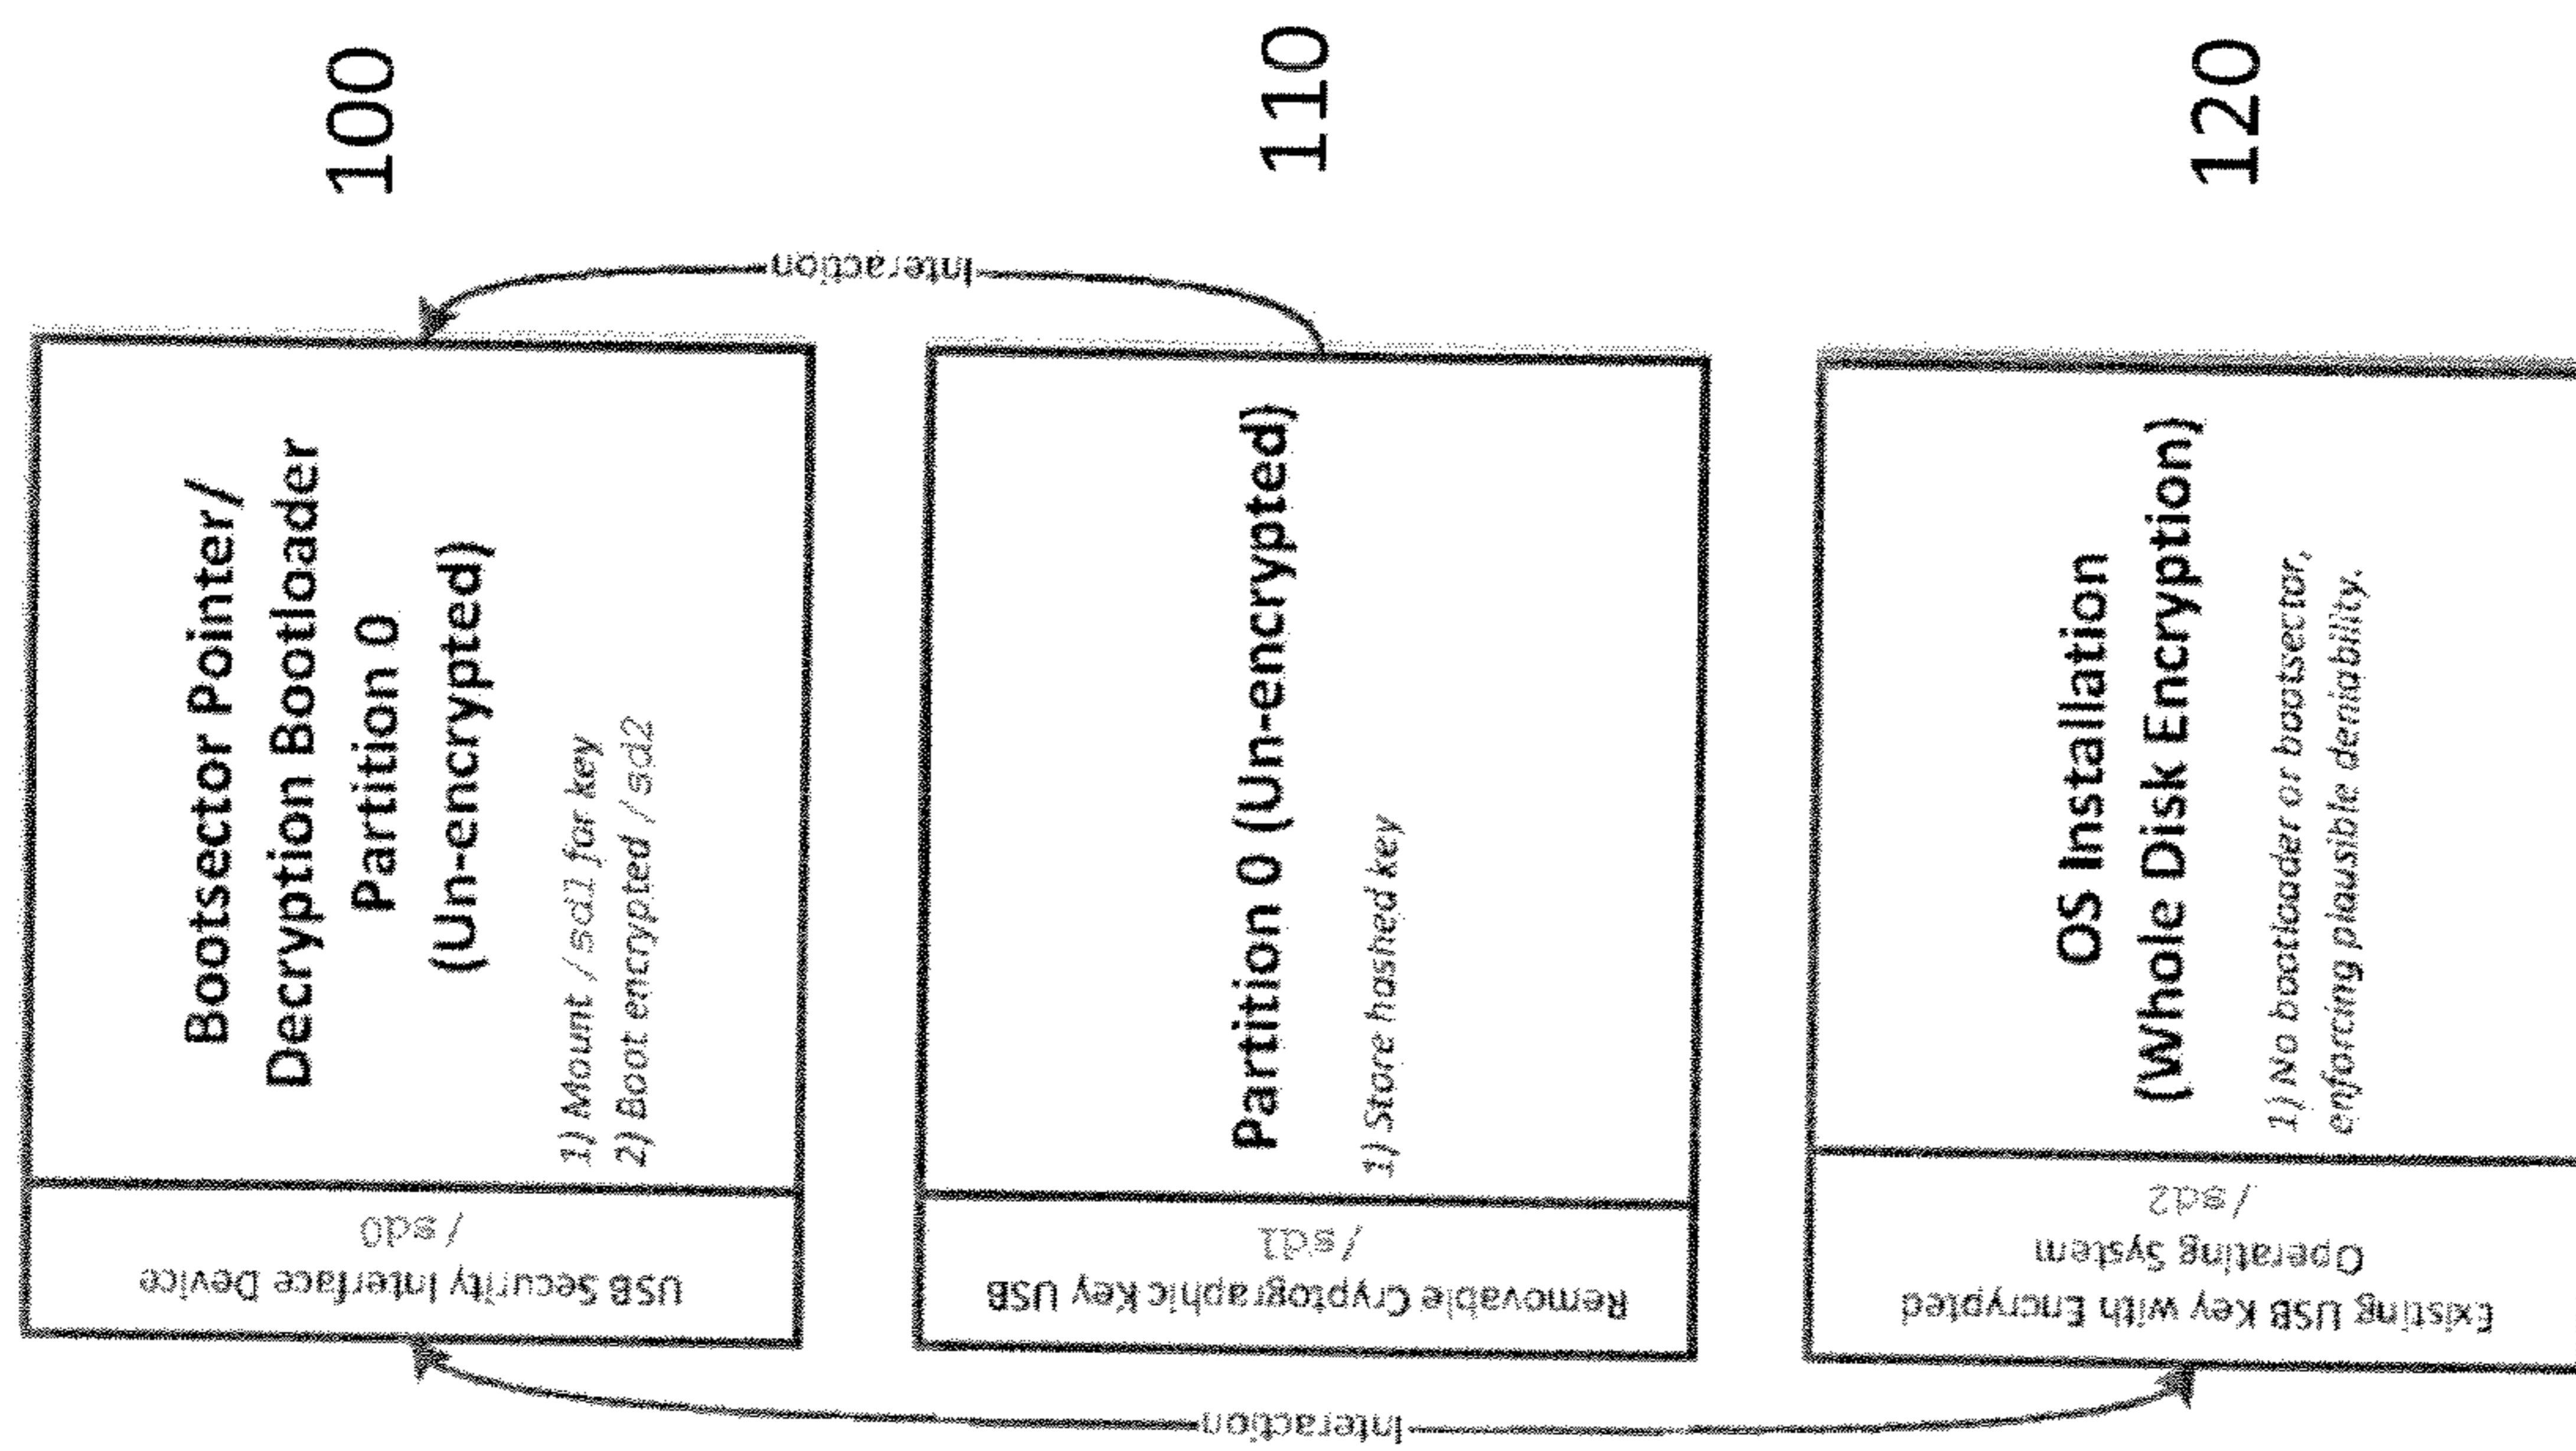 USB Security Interface Device
/sd0
Bootsector Pointer/
Decryption Bootloader
Partition 0
(Un-encrypted)
1) Mount /sd1 for key
2) Boot encrypted /sd2
100
Interaction
Removable Cryptographic Key USB
/sd1
Partition 0 (Un-encrypted)
1) Store hashed key
110
Existing USB Key with Encrypted
Operating System
/sd2
OS Installation
(Whole Disk Encryption)
1) No bootloader or bootsector,
enforcing plausible deniability.
120
Interaction